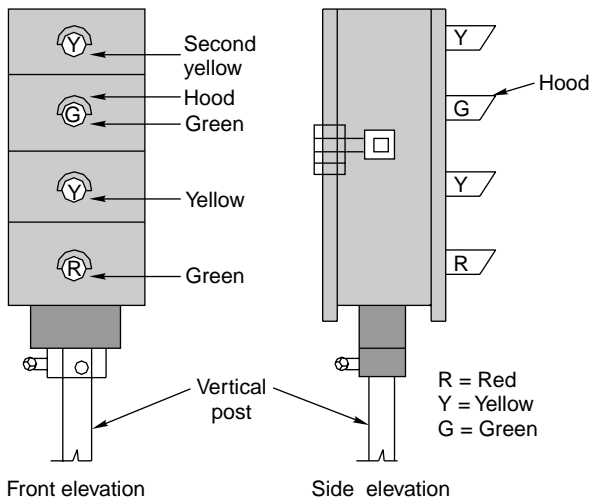 Y
Second
yellow
Hood
G
Green
Y
Yellow
R
Green
Y
Hood
G
Y
R
Vertical
post
R = Red
Y = Yellow
G = Green
Front elevation
Side elevation